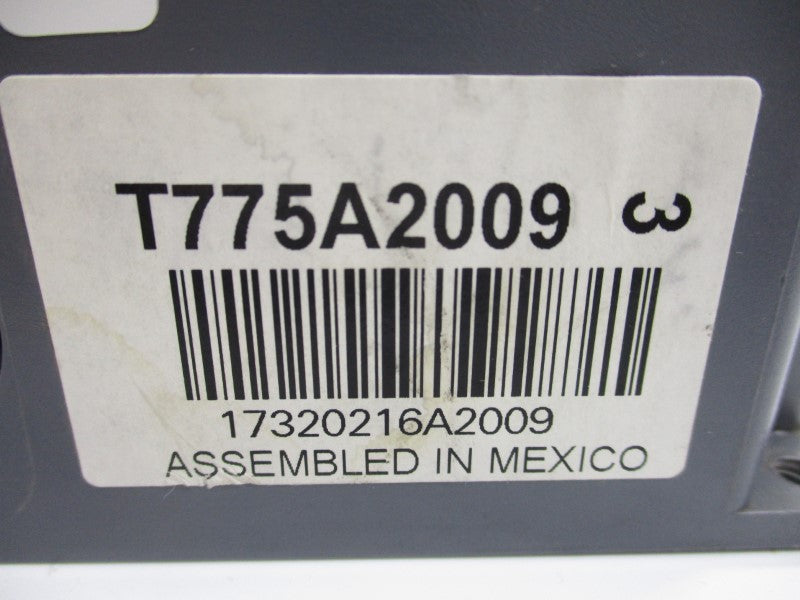 T775A2009 3
17320216A2009
ASSEMBLED IN MEXICO